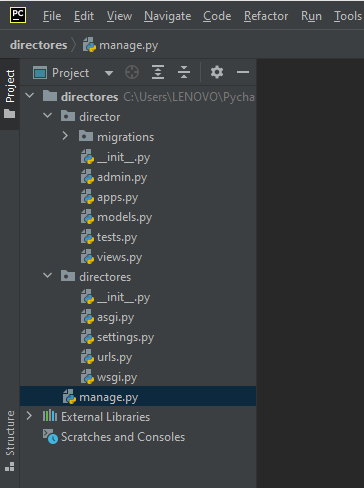 PC File Edit View Navigate Code Refactor Run Tools
directores manage.py
Project
Project
directores C:\Users\LENOVO\Pycha
director
migrations
__init__.py
admin.py
apps.py
models.py
tests.py
views.py
directores
__init__.py
asgi.py
settings.py
urls.py
wsgi.py
manage.py
External Libraries
Scratches and Consoles
Structure